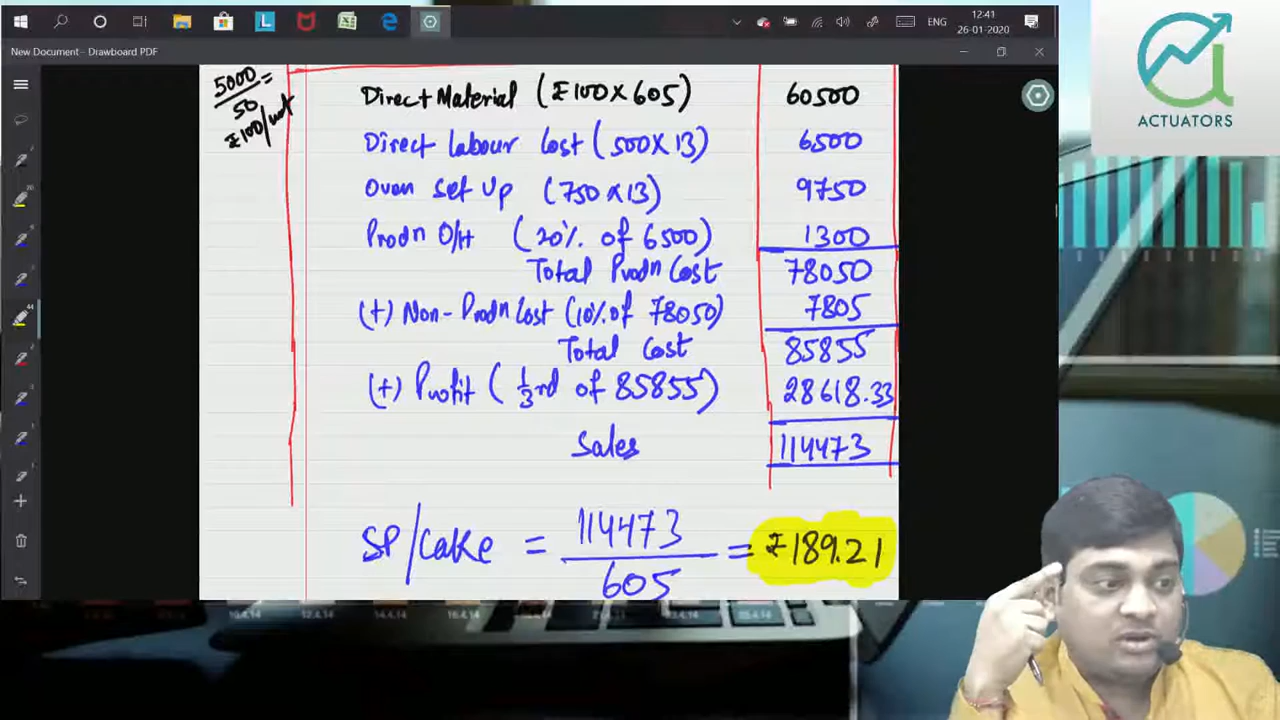 12:41
ENG
26-01-2020
New Document - Drawboard PDF
ACTUATORS
5000 =
50
₹100/unit
Direct Material (₹100 X 605) 60500
Direct Labour Cost (500 X 13) 6500
Oven set up (750 x 13) 9750
Prodn O/H (20% of 6500) 1300
Total Prodn Cost 78050
(+) Non-Prodn Cost (10% of 78050) 7805
Total Cost 85855
(+) Profit (1/3rd of 85855) 28618.33
Sales 114473
SP/Cake = 114473 / 605 = ₹189.21